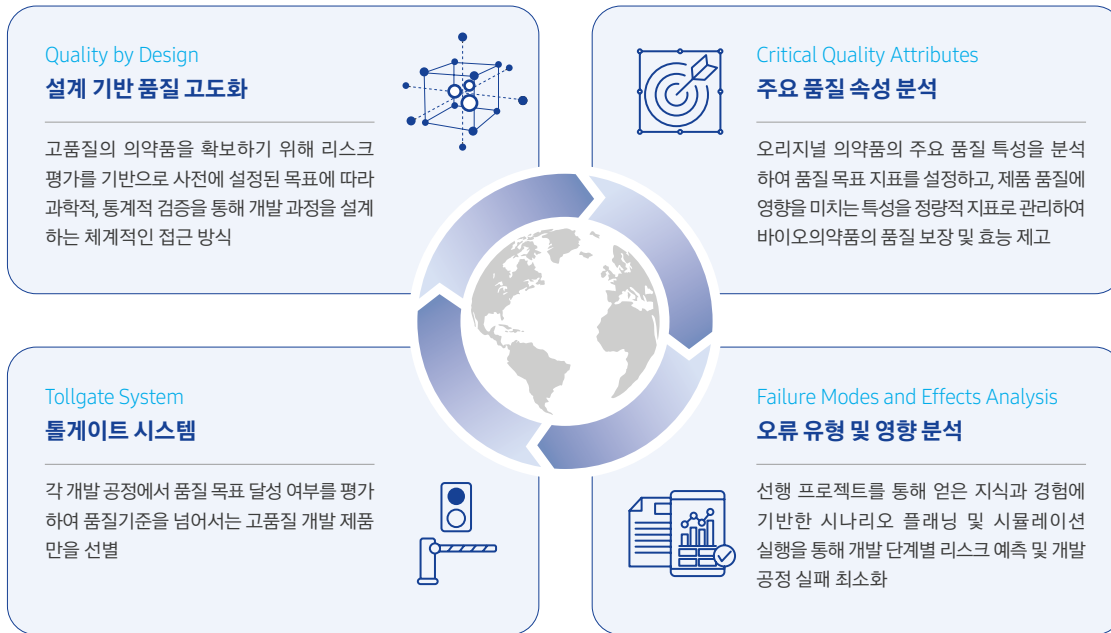 Quality by Design
설계 기반 품질 고도화
고품질의 의약품을 확보하기 위해 리스크
평가를 기반으로 사전에 설정된 목표에 따라
과학적, 통계적 검증을 통해 개발 과정을 설계
하는 체계적인 접근 방식
Critical Quality Attributes
주요 품질 속성 분석
오리지널 의약품의 주요 품질 특성을 분석
하여 품질 목표 지표를 설정하고, 제품 품질에
영향을 미치는 특성을 정량적 지표로 관리하여
바이오의약품의 품질 보장 및 효능 제고
Tollgate System
톨게이트 시스템
각 개발 공정에서 품질 목표 달성 여부를 평가
하여 품질기준을 넘어서는 고품질 개발 제품
만을 선별
Failure Modes and Effects Analysis
오류 유형 및 영향 분석
선행 프로젝트를 통해 얻은 지식과 경험에
기반한 시나리오 플래닝 및 시뮬레이션
실행을 통해 개발 단계별 리스크 예측 및 개발
공정 실패 최소화